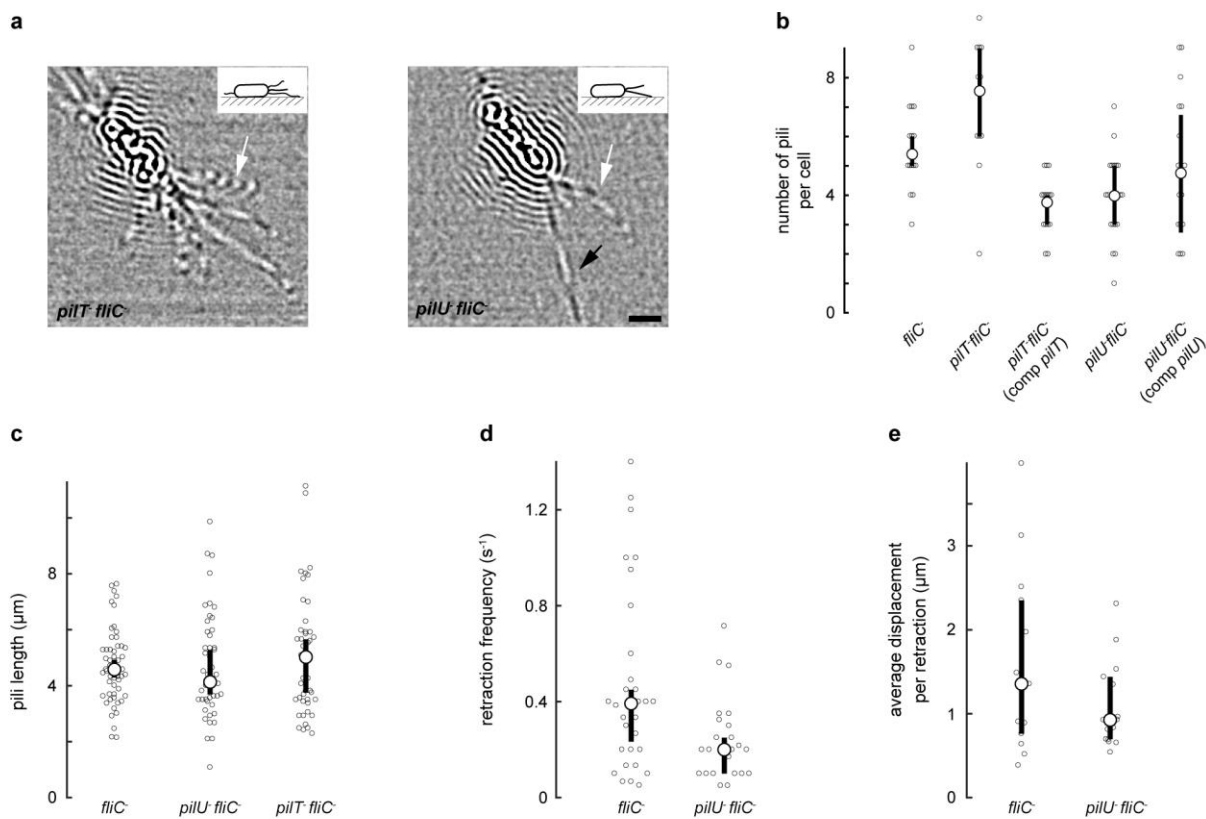 a
pilT- fliC-
pilU- fliC-
b
number of pili
per cell
8
4
0
fliC-
pilT-fliC-
pilT-fliC-
(comp pilT)
pilU-fliC-
pilU-fliC-
(comp pilU)
c
pili length (µm)
8
4
0
fliC-
pilU- fliC-
pilT- fliC-
d
retraction frequency (s-1)
1.2
0.8
0.4
0
fliC-
pilU- fliC-
e
average displacement
per retraction (µm)
3
2
1
0
fliC-
pilU- fliC-